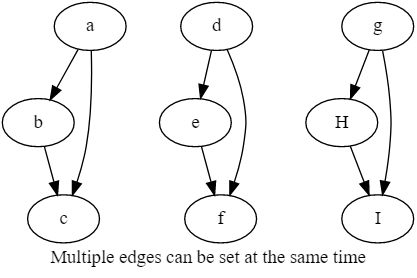 a d g
b e H
c f I
Multiple edges can be set at the same time